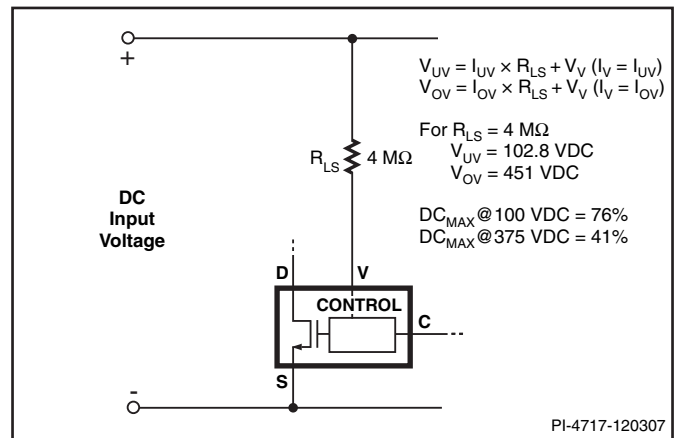 +
V_UV = I_UV × R_LS + V_V (I_V = I_UV)
V_OV = I_OV × R_LS + V_V (I_V = I_OV)
For R_LS = 4 MΩ
V_UV = 102.8 VDC
V_OV = 451 VDC
DC_MAX@100 VDC = 76%
DC_MAX@375 VDC = 41%
R_LS 4 MΩ
DC
Input
Voltage
D V
CONTROL
C
S
-
PI-4717-120307